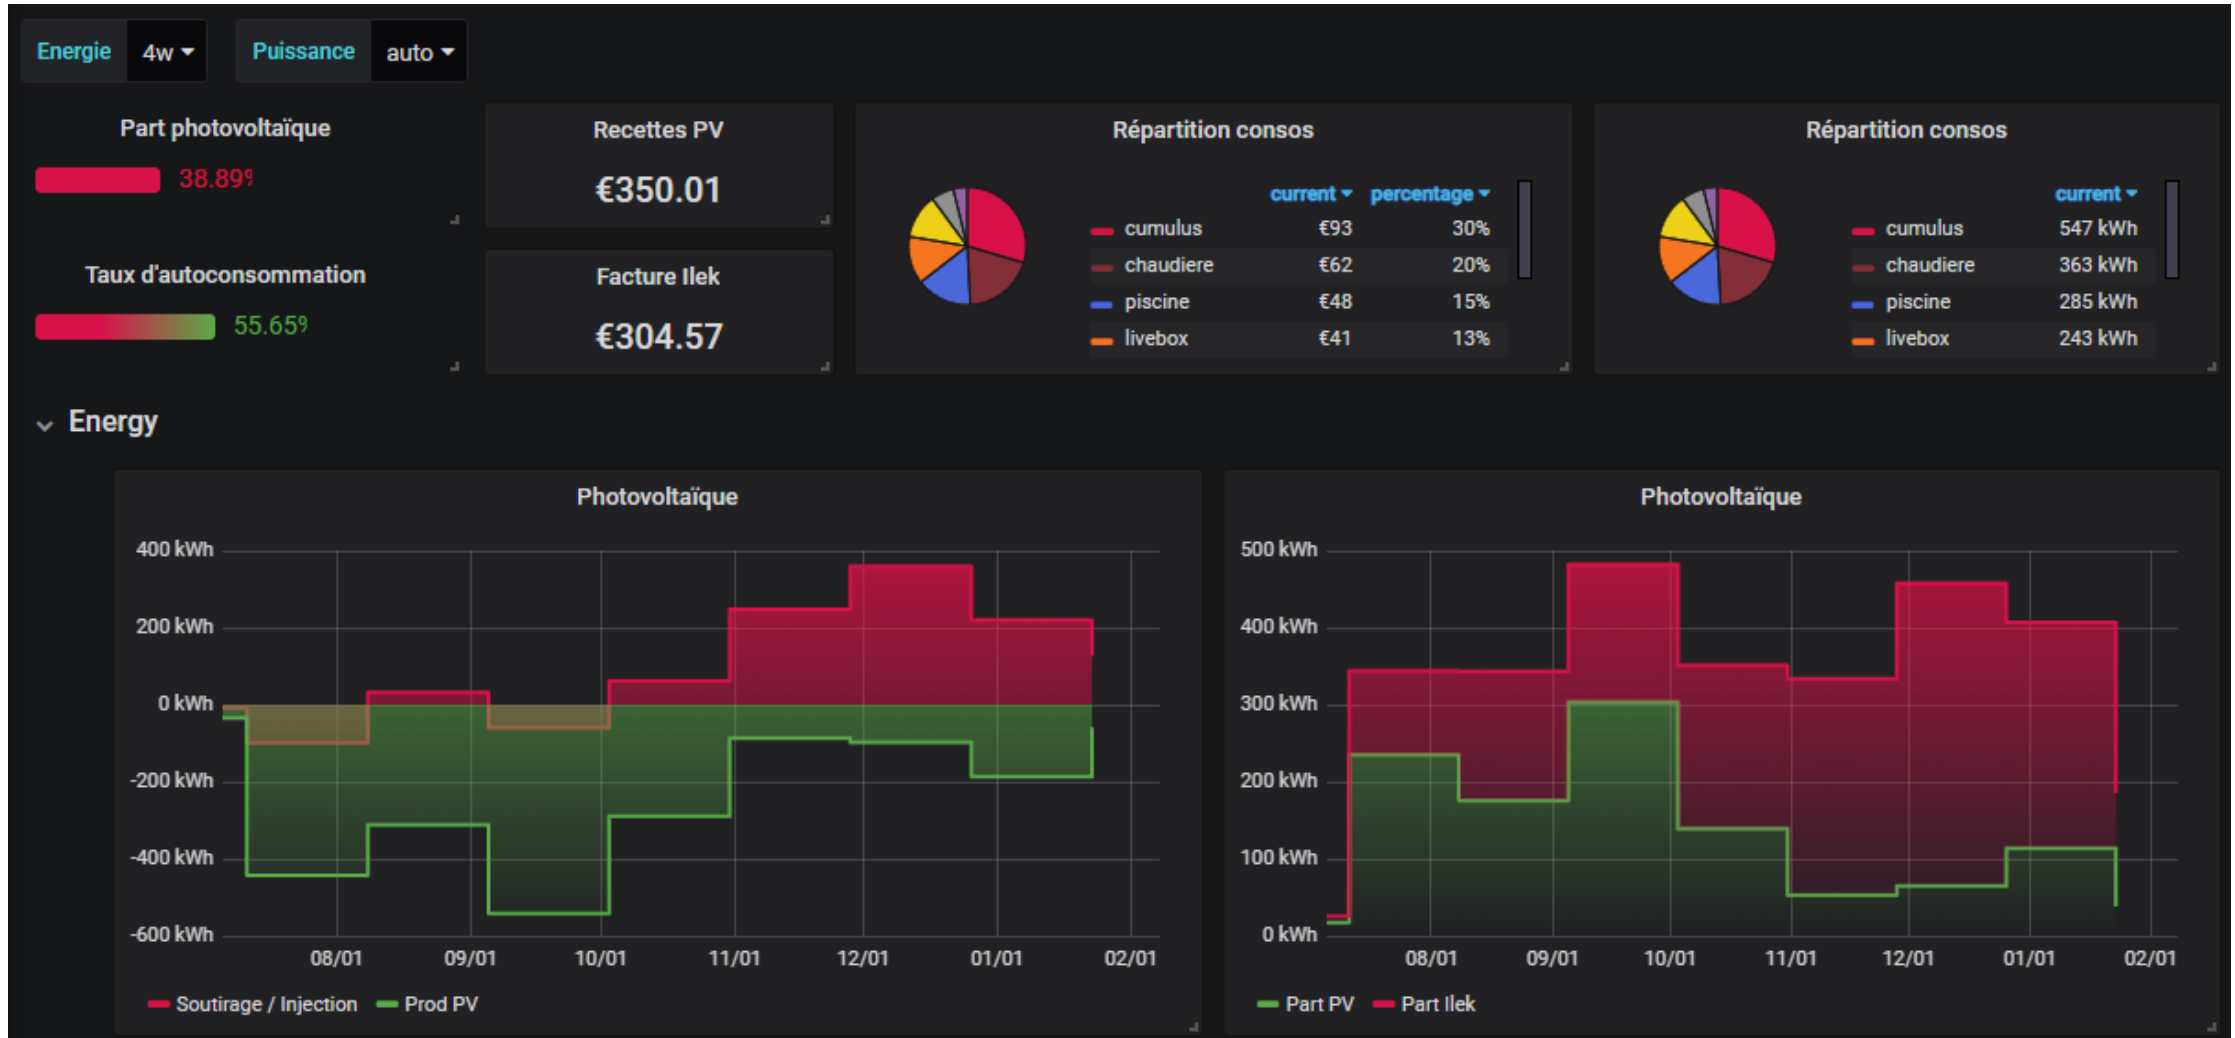 Energie 4w Puissance auto
Part photovoltaïque
38.89%
Taux d'autoconsommation
55.65%
Recettes PV
€350.01
Facture Ilek
€304.57
Répartition consos
current percentage
cumulus €93 30%
chaudiere €62 20%
piscine €48 15%
livebox €41 13%
Répartition consos
current
cumulus 547 kWh
chaudiere 363 kWh
piscine 285 kWh
livebox 243 kWh
Energy
Photovoltaïque
400 kWh
200 kWh
0 kWh
-200 kWh
-400 kWh
-600 kWh
08/01 09/01 10/01 11/01 12/01 01/01 02/01
Soutirage / Injection Prod PV
Photovoltaïque
500 kWh
400 kWh
300 kWh
200 kWh
100 kWh
0 kWh
08/01 09/01 10/01 11/01 12/01 01/01 02/01
Part PV Part Ilek